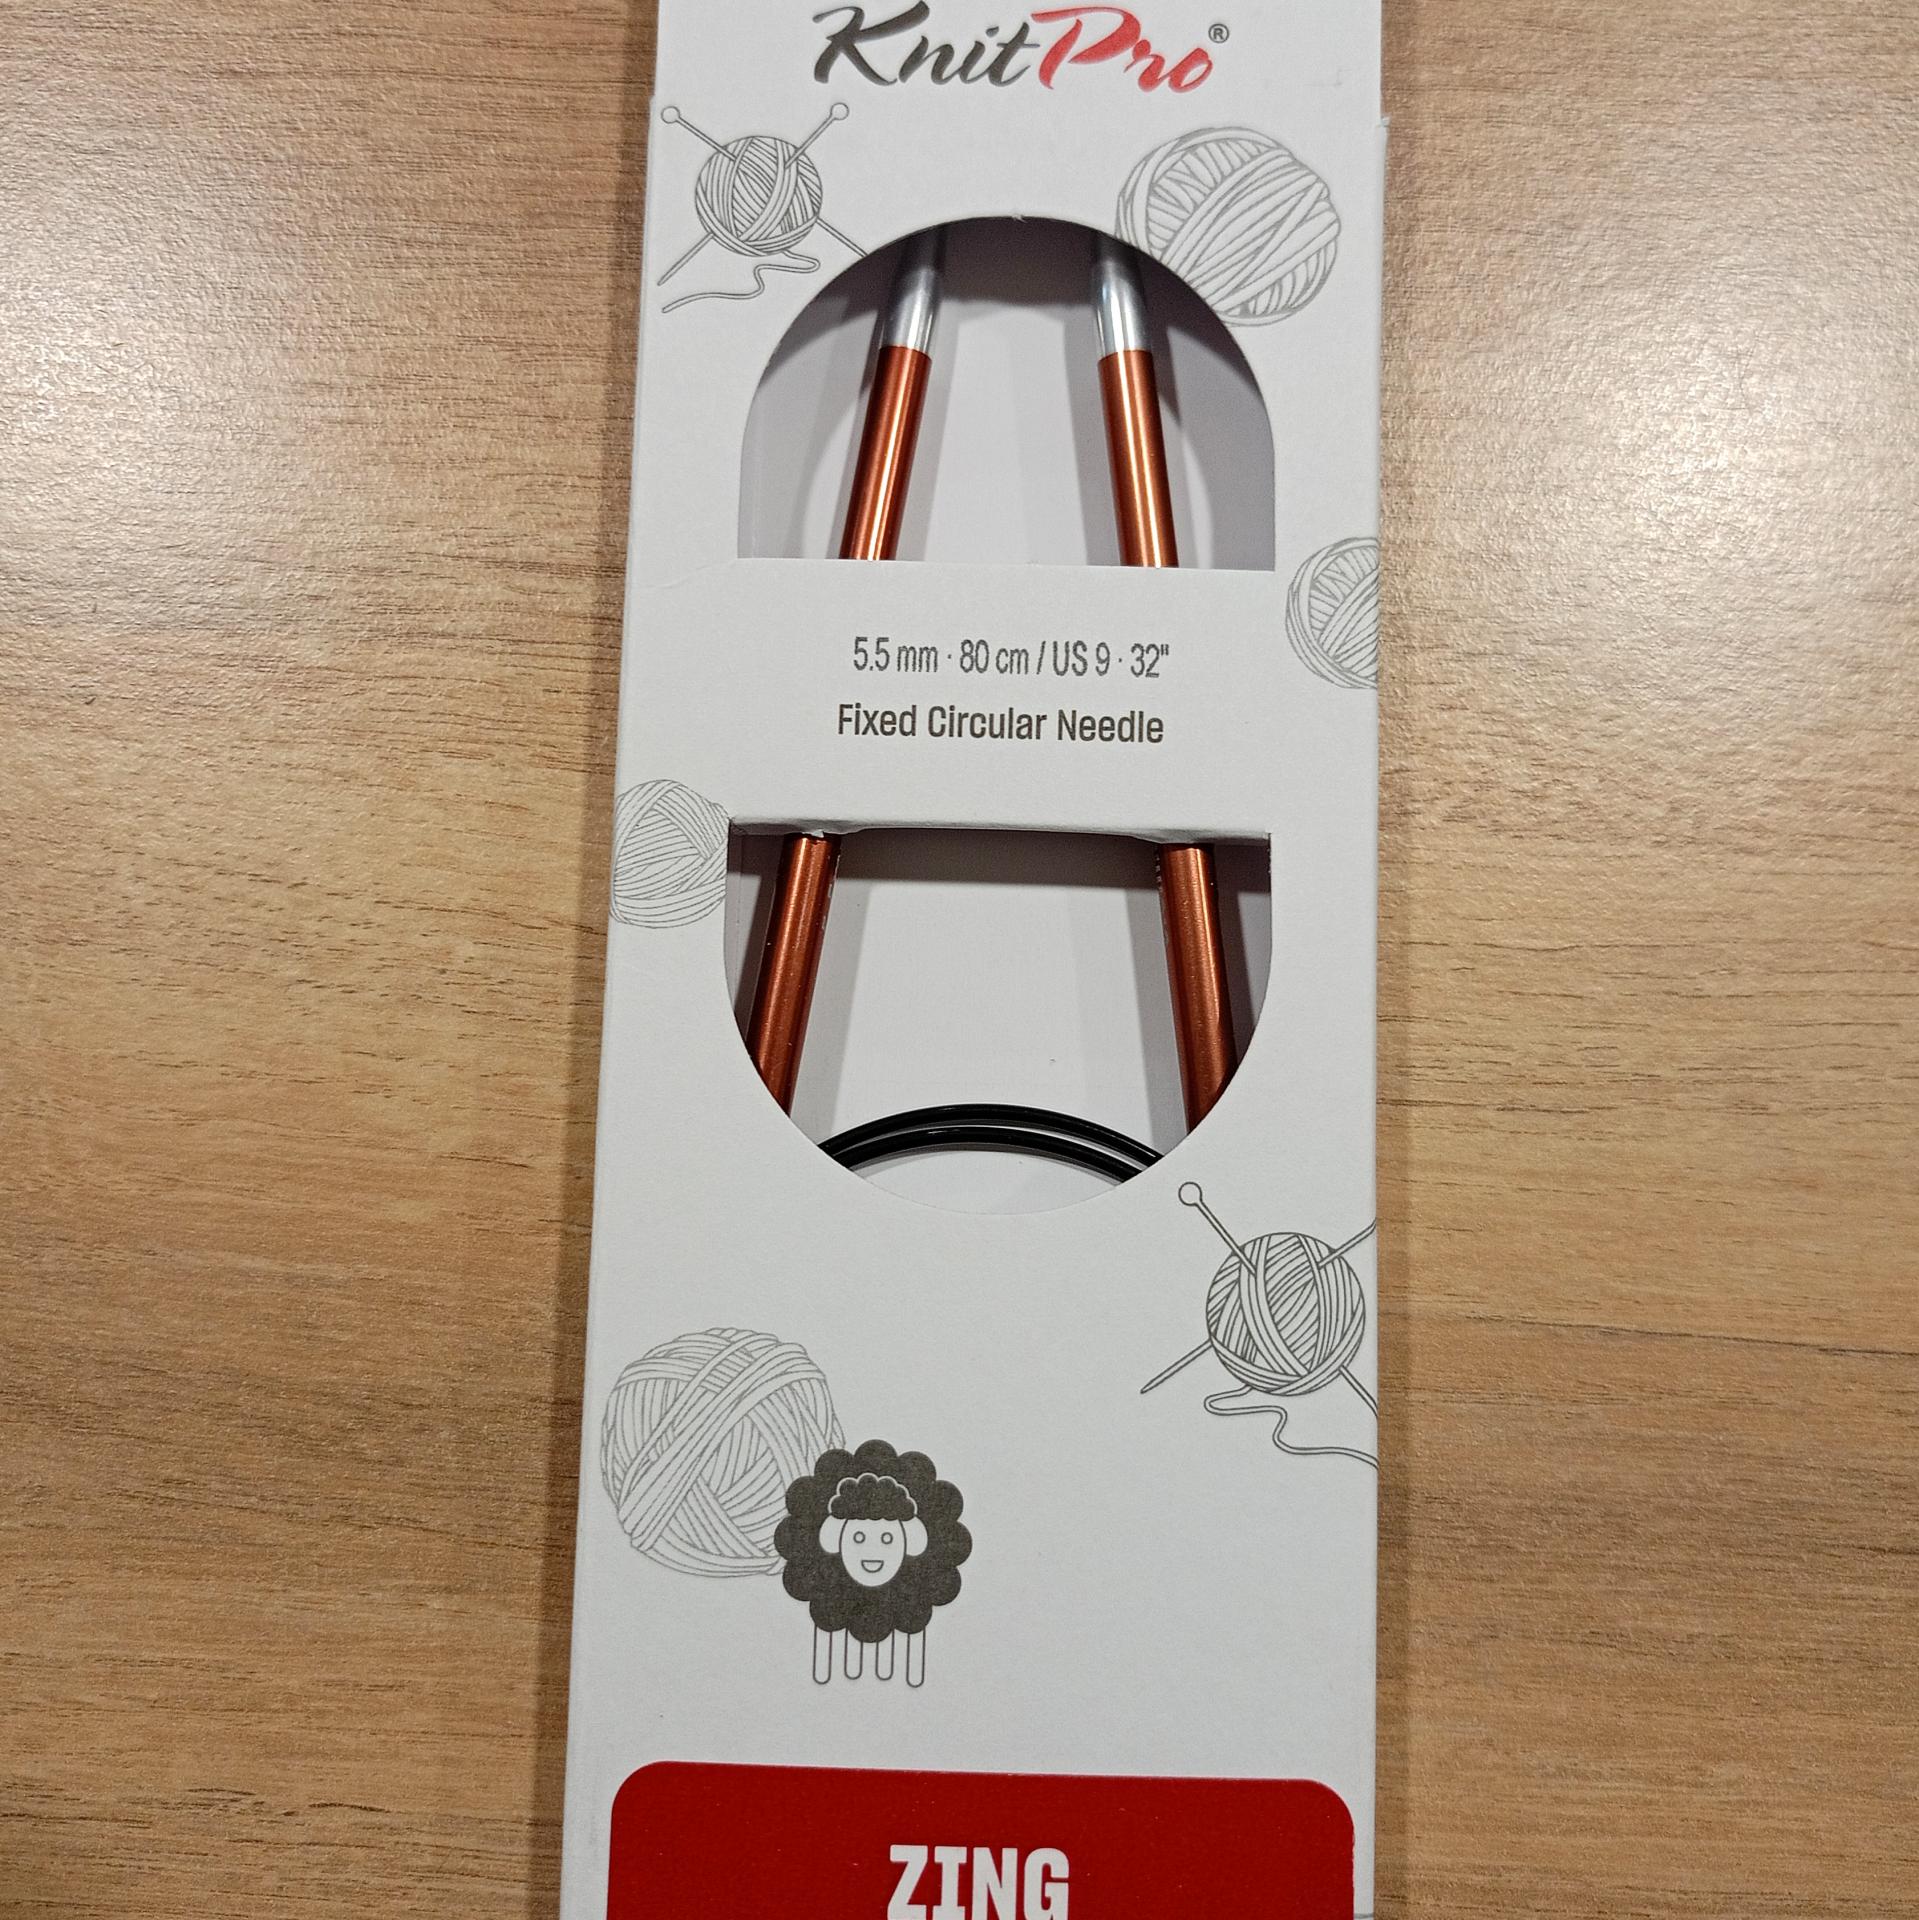 KnitPro®
5.5 mm · 80 cm / US 9 · 32"
Fixed Circular Needle
ZING